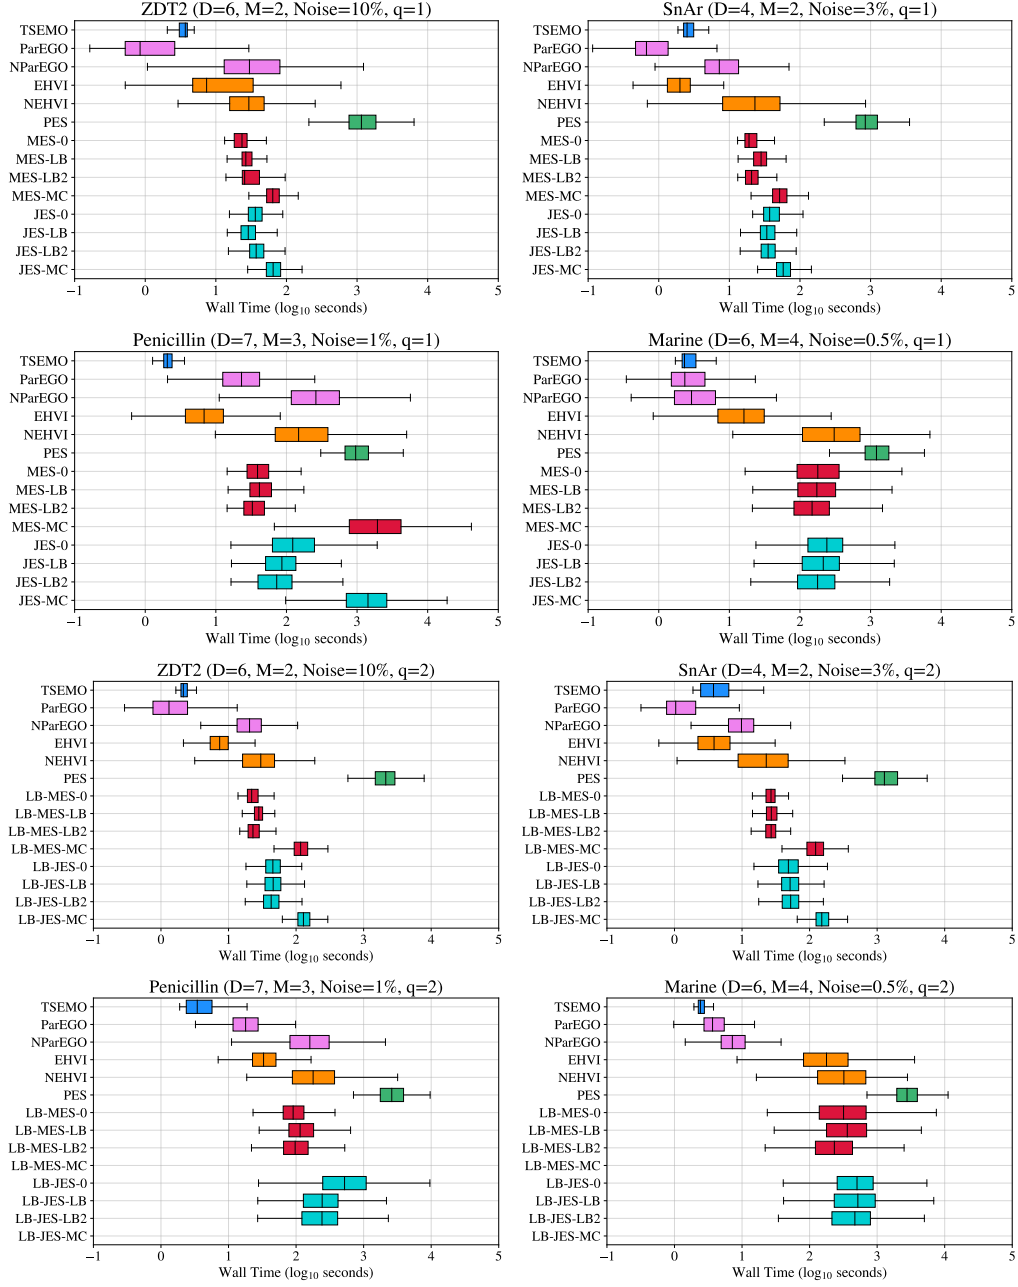 ZDT2 (D=6, M=2, Noise=10%, q=1)
TSEMO
ParEGO
NParEGO
EHVI
NEHVI
PES
MES-0
MES-LB
MES-LB2
MES-MC
JES-0
JES-LB
JES-LB2
JES-MC
−1 0 1 2 3 4 5
Wall Time (log₁₀ seconds)
SnAr (D=4, M=2, Noise=3%, q=1)
TSEMO
ParEGO
NParEGO
EHVI
NEHVI
PES
MES-0
MES-LB
MES-LB2
MES-MC
JES-0
JES-LB
JES-LB2
JES-MC
−1 0 1 2 3 4 5
Wall Time (log₁₀ seconds)
Penicillin (D=7, M=3, Noise=1%, q=1)
TSEMO
ParEGO
NParEGO
EHVI
NEHVI
PES
MES-0
MES-LB
MES-LB2
MES-MC
JES-0
JES-LB
JES-LB2
JES-MC
−1 0 1 2 3 4 5
Wall Time (log₁₀ seconds)
Marine (D=6, M=4, Noise=0.5%, q=1)
TSEMO
ParEGO
NParEGO
EHVI
NEHVI
PES
MES-0
MES-LB
MES-LB2
MES-MC
JES-0
JES-LB
JES-LB2
JES-MC
−1 0 1 2 3 4 5
Wall Time (log₁₀ seconds)
ZDT2 (D=6, M=2, Noise=10%, q=2)
TSEMO
ParEGO
NParEGO
EHVI
NEHVI
PES
LB-MES-0
LB-MES-LB
LB-MES-LB2
LB-MES-MC
LB-JES-0
LB-JES-LB
LB-JES-LB2
LB-JES-MC
−1 0 1 2 3 4 5
Wall Time (log₁₀ seconds)
SnAr (D=4, M=2, Noise=3%, q=2)
TSEMO
ParEGO
NParEGO
EHVI
NEHVI
PES
LB-MES-0
LB-MES-LB
LB-MES-LB2
LB-MES-MC
LB-JES-0
LB-JES-LB
LB-JES-LB2
LB-JES-MC
−1 0 1 2 3 4 5
Wall Time (log₁₀ seconds)
Penicillin (D=7, M=3, Noise=1%, q=2)
TSEMO
ParEGO
NParEGO
EHVI
NEHVI
PES
LB-MES-0
LB-MES-LB
LB-MES-LB2
LB-MES-MC
LB-JES-0
LB-JES-LB
LB-JES-LB2
LB-JES-MC
−1 0 1 2 3 4 5
Wall Time (log₁₀ seconds)
Marine (D=6, M=4, Noise=0.5%, q=2)
TSEMO
ParEGO
NParEGO
EHVI
NEHVI
PES
LB-MES-0
LB-MES-LB
LB-MES-LB2
LB-MES-MC
LB-JES-0
LB-JES-LB
LB-JES-LB2
LB-JES-MC
−1 0 1 2 3 4 5
Wall Time (log₁₀ seconds)